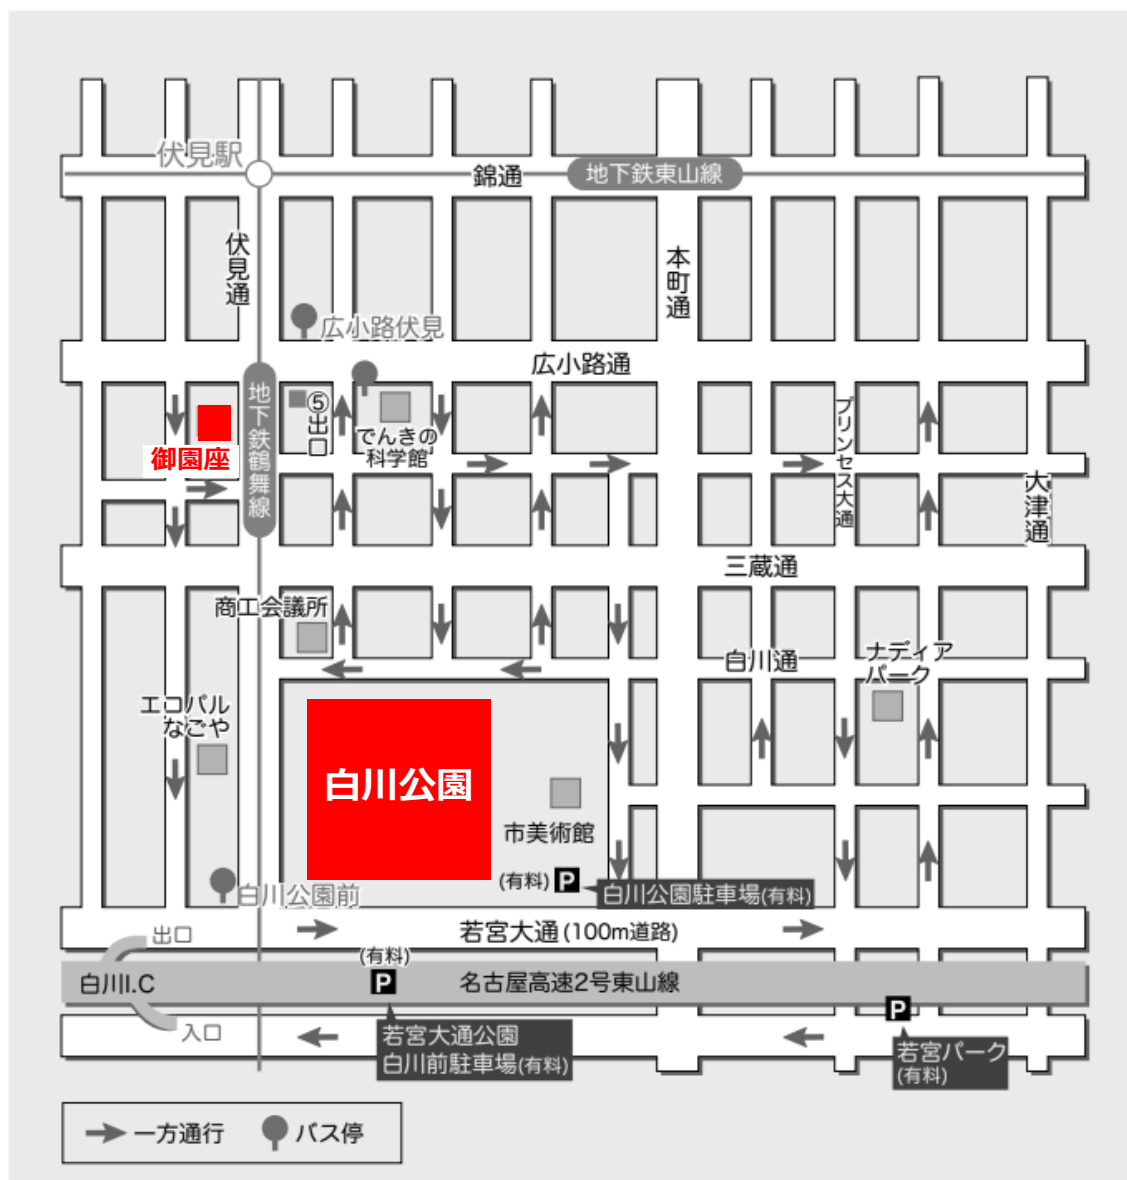 伏見駅
錦通
地下鉄東山線
伏見通
本町通
広小路伏見
広小路通
地下鉄鶴舞線
⑤出口
でんきの
科学館
御園座
プリンセス大通
大津通
三蔵通
商工会議所
白川通
ナディア
パーク
エコパル
なごや
白川公園
市美術館
(有料) P
白川公園駐車場(有料)
白川公園前
出口
若宮大通(100m道路)
(有料)
P
白川I.C
名古屋高速2号東山線
P
入口
若宮大通公園
白川前駐車場(有料)
若宮パーク
(有料)
一方通行
バス停